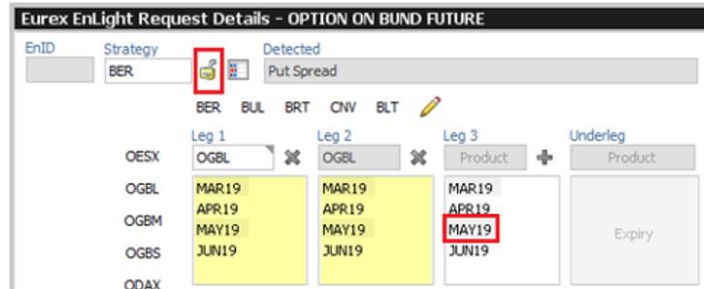 Eurex EnLight Request Details - OPTION ON BUND FUTURE
EnID Strategy Detected
BER Put Spread
BER BUL BRT CNV BLT
Leg 1 Leg 2 Leg 3 Underleg
OESX OGBL OGBL Product Product
OGBL MAR19 MAR19 MAR19
APR19 APR19 APR19
OGBM MAY19 MAY19 MAY19 Expiry
OGBS JUN19 JUN19 JUN19
ODAX